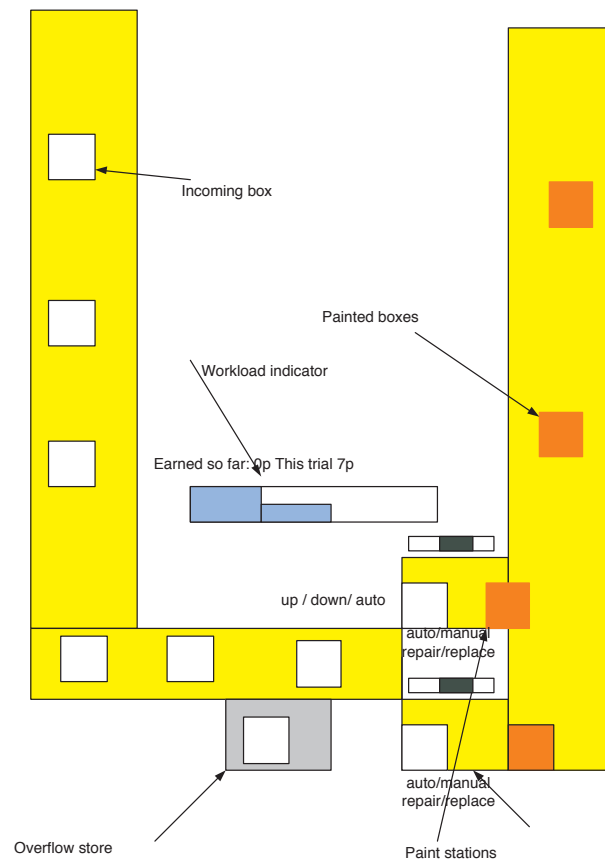 Incoming box
Painted boxes
Workload indicator
Earned so far: 0p This trial 7p
up / down/ auto
auto/manual
repair/replace
auto/manual
repair/replace
Overflow store
Paint stations